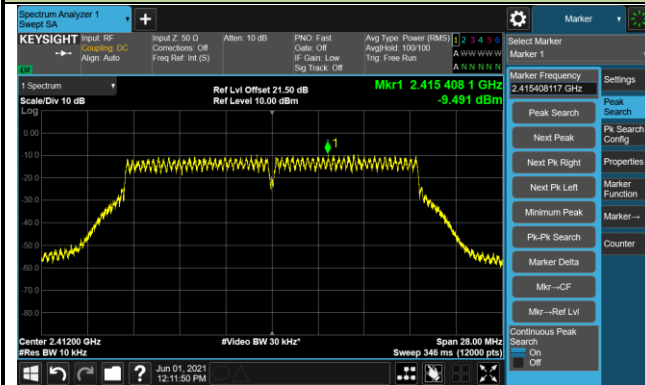 Spectrum Analyzer 1
Swept SA
Marker
KEYSIGHT
Input: RF
Coupling: DC
Align: Auto
Input Z: 50 Ω
Corrections: Off
Freq Ref: Int (S)
Atten: 10 dB
PNO: Fast
Gate: Off
IF Gain: Low
Sig Track: Off
Avg Type: Power (RMS)
Avg|Hold: 100/100
Trig: Free Run
1 2 3 4 5 6
A W W W W W
A N N N N N
Select Marker
Marker 1
1 Spectrum
Scale/Div 10 dB
Log
Ref Lvl Offset 21.50 dB
Ref Level 10.00 dBm
Mkr1 2.415 408 1 GHz
-9.491 dBm
0.00
-10.0
-20.0
-30.0
-40.0
-50.0
-60.0
-70.0
-80.0
1
Center 2.41200 GHz
#Res BW 10 kHz
#Video BW 30 kHz*
Span 28.00 MHz
Sweep 346 ms (12000 pts)
Marker Frequency
2.415408117 GHz
Peak Search
Next Peak
Next Pk Right
Next Pk Left
Minimum Peak
Pk-Pk Search
Marker Delta
Mkr→CF
Mkr→Ref Lvl
Continuous Peak
Search
On
Off
Settings
Peak
Search
Pk Search
Config
Properties
Marker
Function
Marker→
Counter
?
Jun 01, 2021
12:11:50 PM